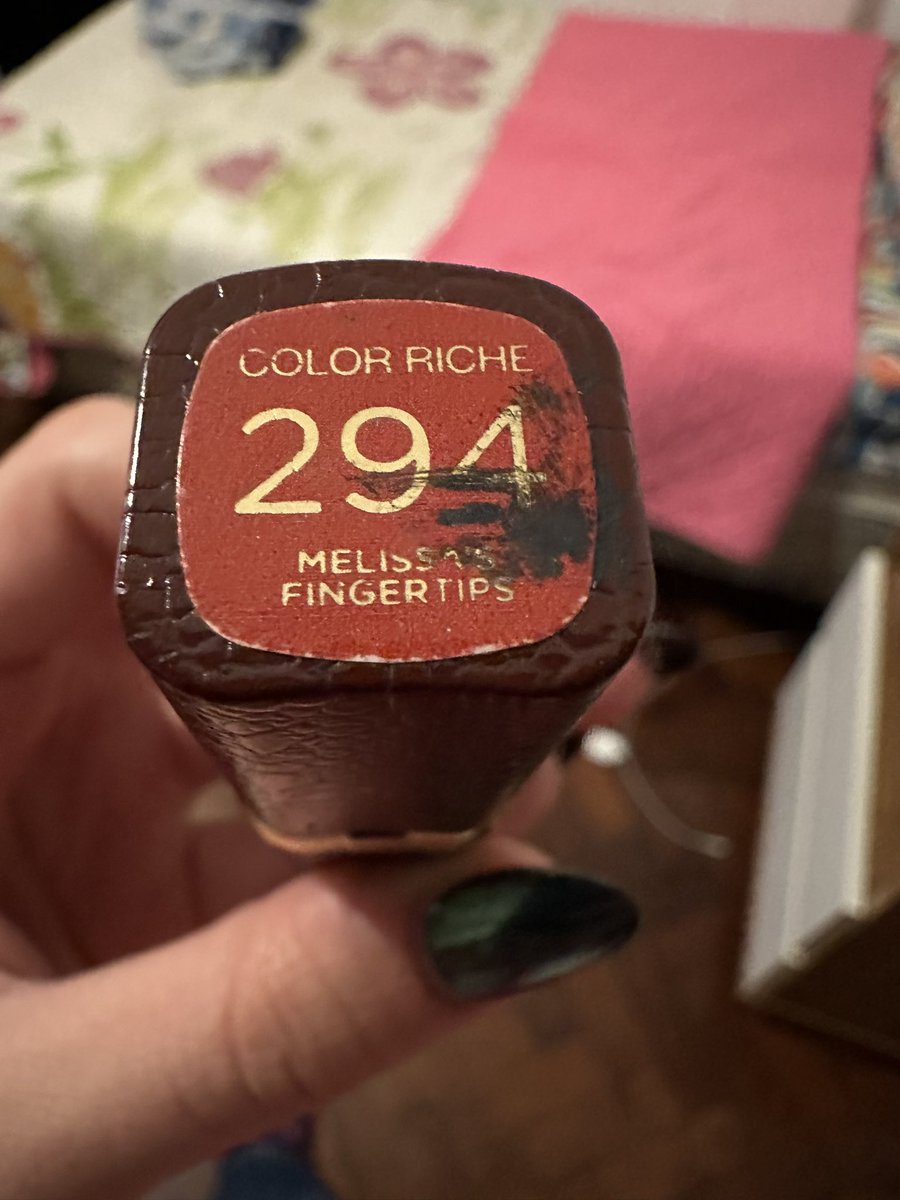 COLOR RICHE
294
MELISSA'S
FINGERTIPS